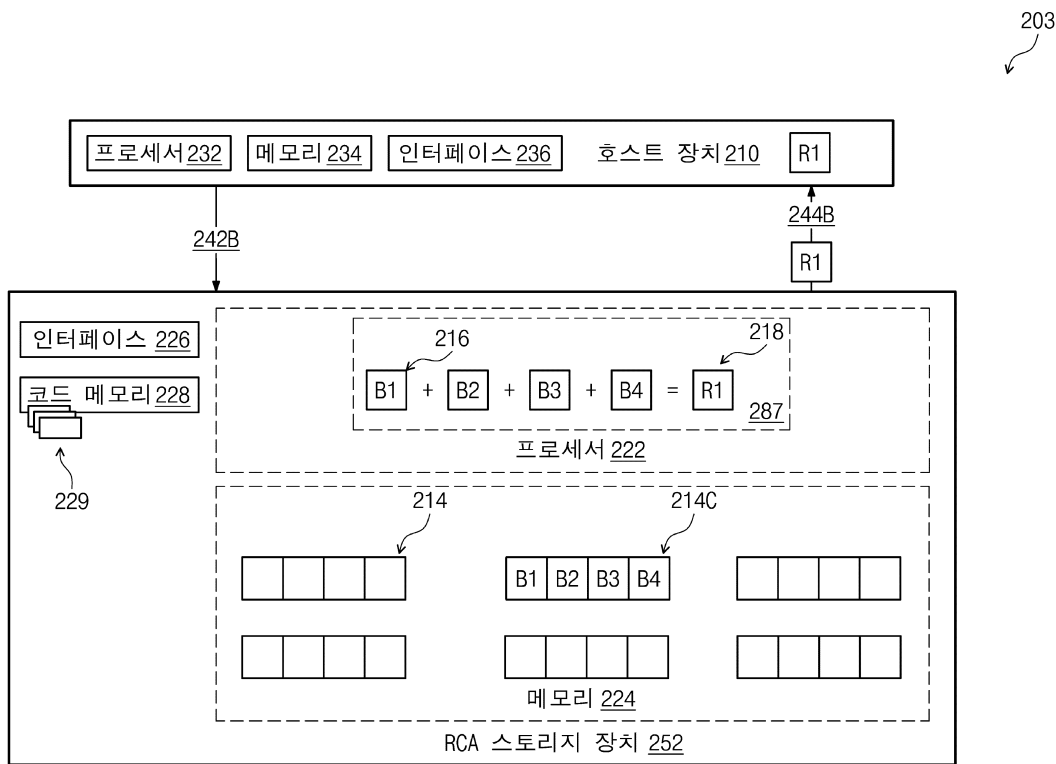 203
프로세서 232 메모리 234 인터페이스 236 호스트 장치 210 R1
242B 244B
R1
인터페이스 226
코드 메모리 228
229
216 218
B1 + B2 + B3 + B4 = R1
287
프로세서 222
214 214C
B1 B2 B3 B4
메모리 224
RCA 스토리지 장치 252